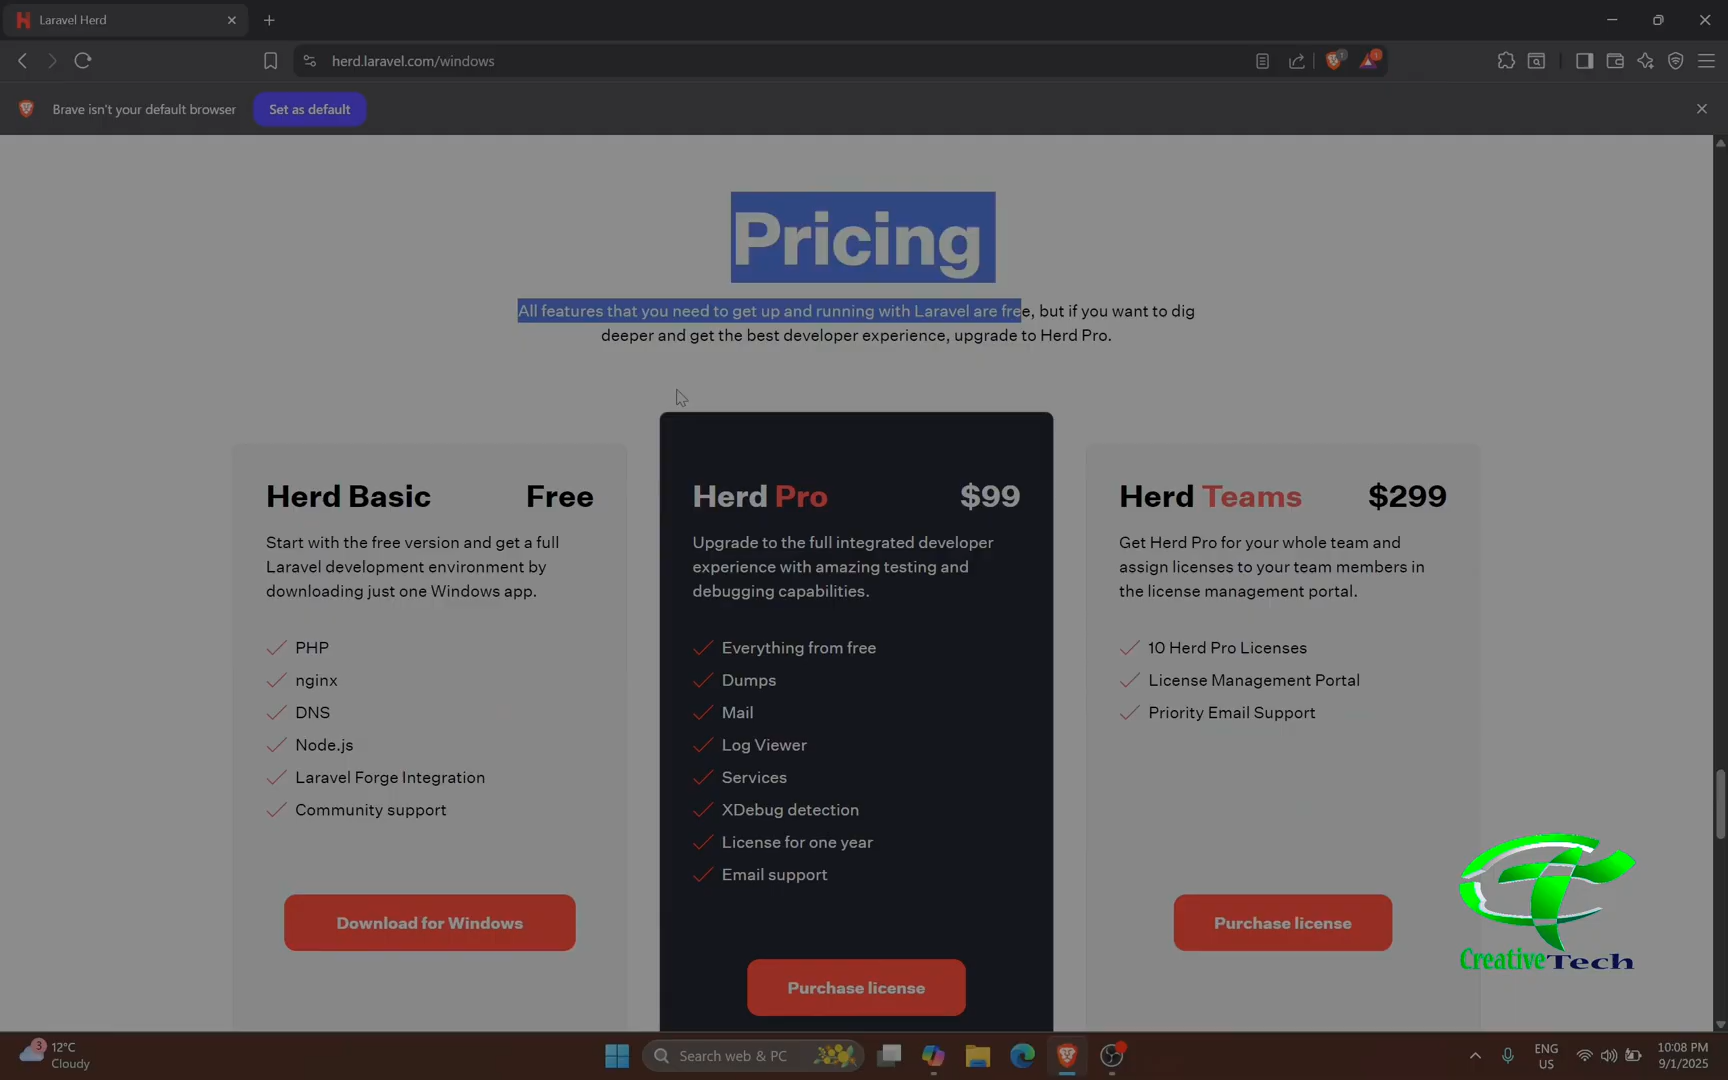 Laravel Herd
herd.laravel.com/windows
1
1
Brave isn't your default browser
Set as default
Pricing
All features that you need to get up and running with Laravel are free, but if you want to dig
deeper and get the best developer experience, upgrade to Herd Pro.
Herd Basic Free
Start with the free version and get a full
Laravel development environment by
downloading just one Windows app.
PHP
nginx
DNS
Node.js
Laravel Forge Integration
Community support
Download for Windows
Herd Pro $99
Upgrade to the full integrated developer
experience with amazing testing and
debugging capabilities.
Everything from free
Dumps
Mail
Log Viewer
Services
XDebug detection
License for one year
Email support
Purchase license
Herd Teams $299
Get Herd Pro for your whole team and
assign licenses to your team members in
the license management portal.
10 Herd Pro Licenses
License Management Portal
Priority Email Support
Purchase license
CreativeTech
3
12°C
Cloudy
Search web & PC
ENG
US
10:08 PM
9/1/2025